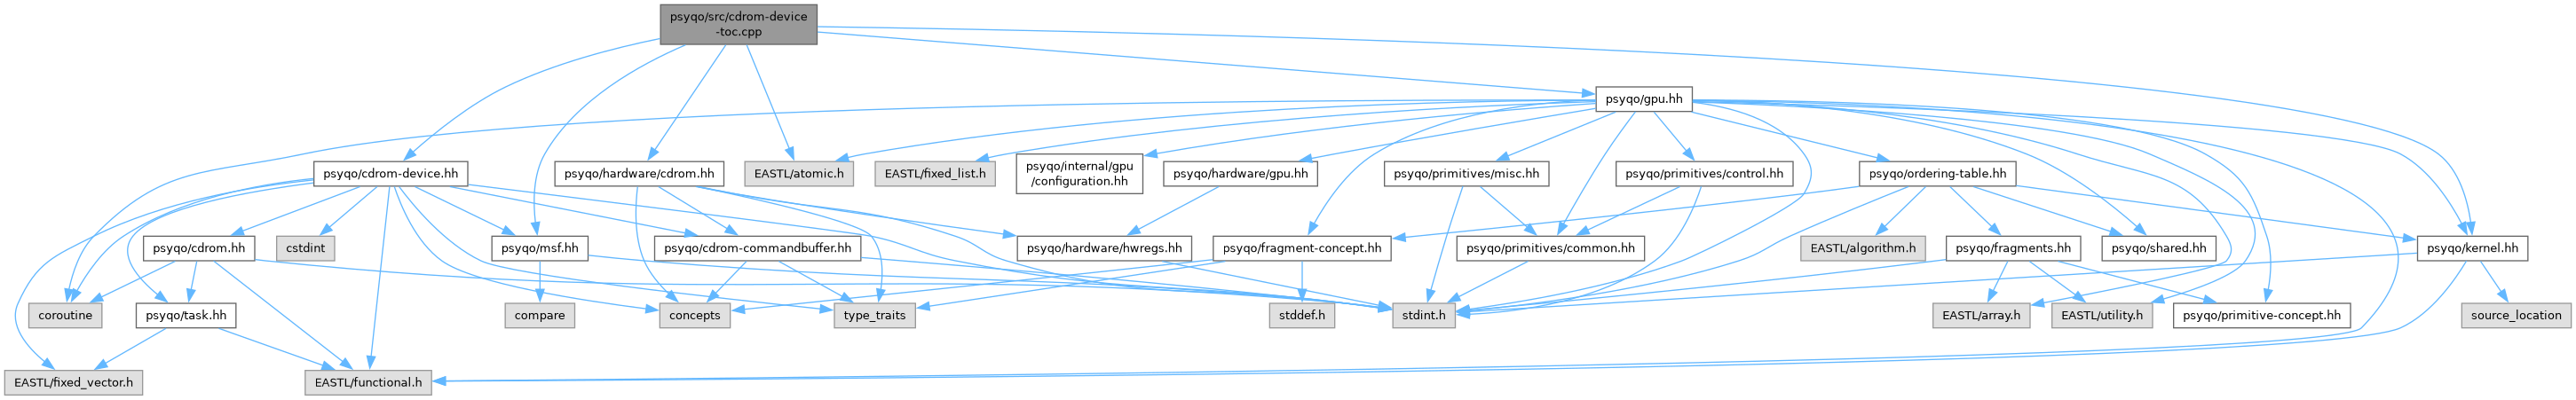 psyqo/src/cdrom-device
-toc.cpp
psyqo/gpu.hh
psyqo/cdrom-device.hh
psyqo/hardware/cdrom.hh
EASTL/atomic.h
EASTL/fixed_list.h
psyqo/internal/gpu
/configuration.hh
psyqo/hardware/gpu.hh
psyqo/primitives/misc.hh
psyqo/primitives/control.hh
psyqo/ordering-table.hh
psyqo/cdrom.hh
cstdint
psyqo/msf.hh
psyqo/cdrom-commandbuffer.hh
psyqo/hardware/hwregs.hh
psyqo/fragment-concept.hh
psyqo/primitives/common.hh
EASTL/algorithm.h
psyqo/fragments.hh
psyqo/shared.hh
psyqo/kernel.hh
coroutine
psyqo/task.hh
compare
concepts
type_traits
stddef.h
stdint.h
EASTL/array.h
EASTL/utility.h
psyqo/primitive-concept.hh
source_location
EASTL/fixed_vector.h
EASTL/functional.h